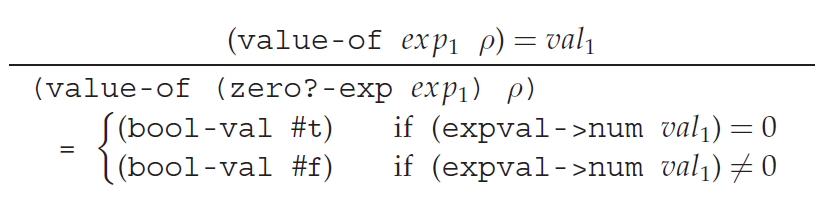 (value-of exp₁ ρ) = val₁
(value-of (zero?-exp exp₁) ρ)
= { (bool-val #t) if (expval->num val₁) = 0
(bool-val #f) if (expval->num val₁) ≠ 0